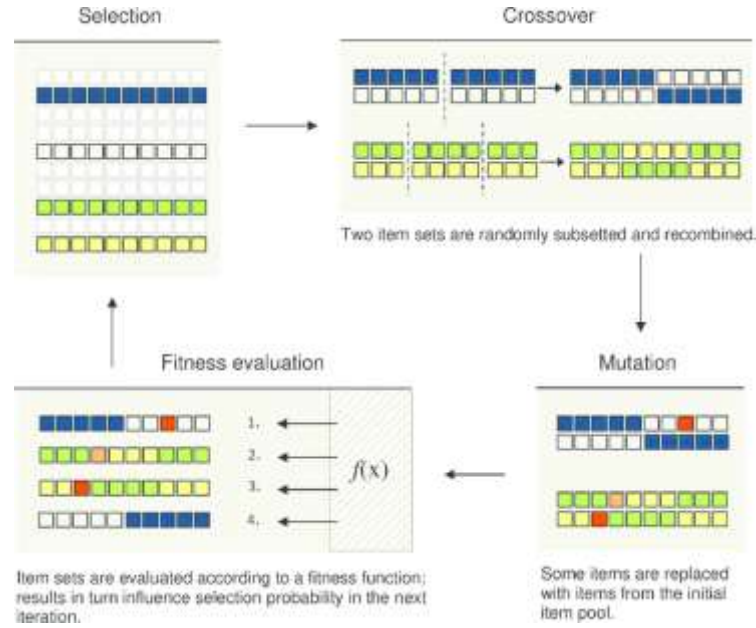 Selection
Crossover
Two item sets are randomly subsetted and recombined.
Fitness evaluation
Mutation
1.
2.
3.
4.
f(x)
Item sets are evaluated according to a fitness function;
results in turn influence selection probability in the next
iteration.
Some items are replaced
with items from the initial
item pool.